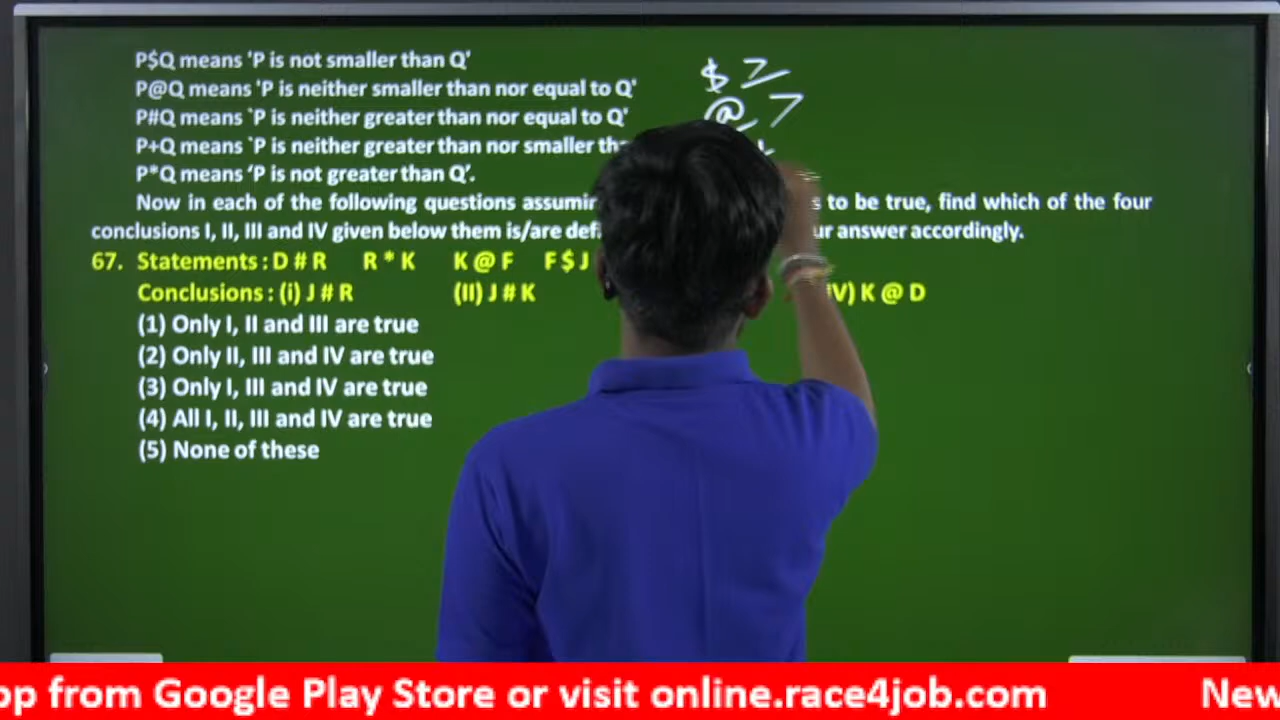 P$Q means 'P is not smaller than Q'
P@Q means 'P is neither smaller than nor equal to Q'
P#Q means `P is neither greater than nor equal to Q'
P+Q means `P is neither greater than nor smaller
P*Q means 'P is not greater than Q'.
Now in each of the following questions to be true, find which of the four
conclusions I, II, III and IV given below them is/are answer accordingly.
67. Statements : D # R R * K K @ F F $ J
Conclusions : (i) J # R (II) J # K IV) K @ D
(1) Only I, II and III are true
(2) Only II, III and IV are true
(3) Only I, III and IV are true
(4) All I, II, III and IV are true
(5) None of these
$ ≥
@ >
from Google Play Store or visit online.race4job.com New